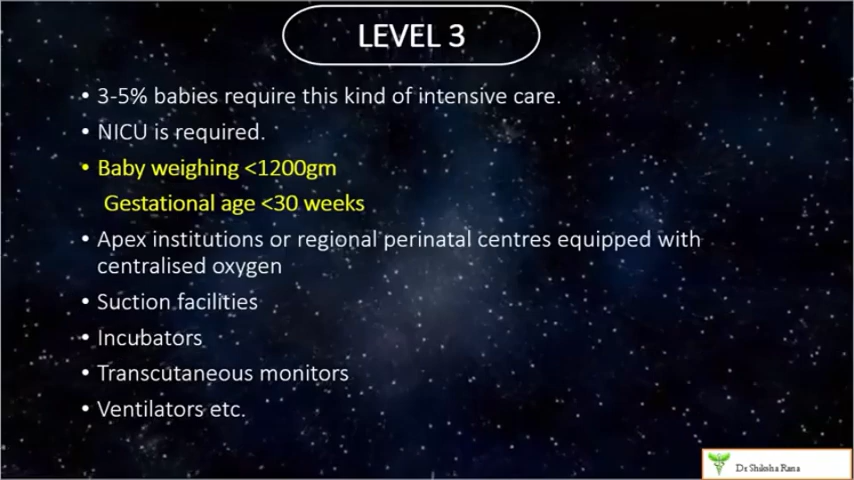 LEVEL 3
• 3-5% babies require this kind of intensive care.
• NICU is required.
• Baby weighing <1200gm
Gestational age <30 weeks
• Apex institutions or regional perinatal centres equipped with
centralised oxygen
• Suction facilities
• Incubators
• Transcutaneous monitors
• Ventilators etc.
Dr Shiksha Rana